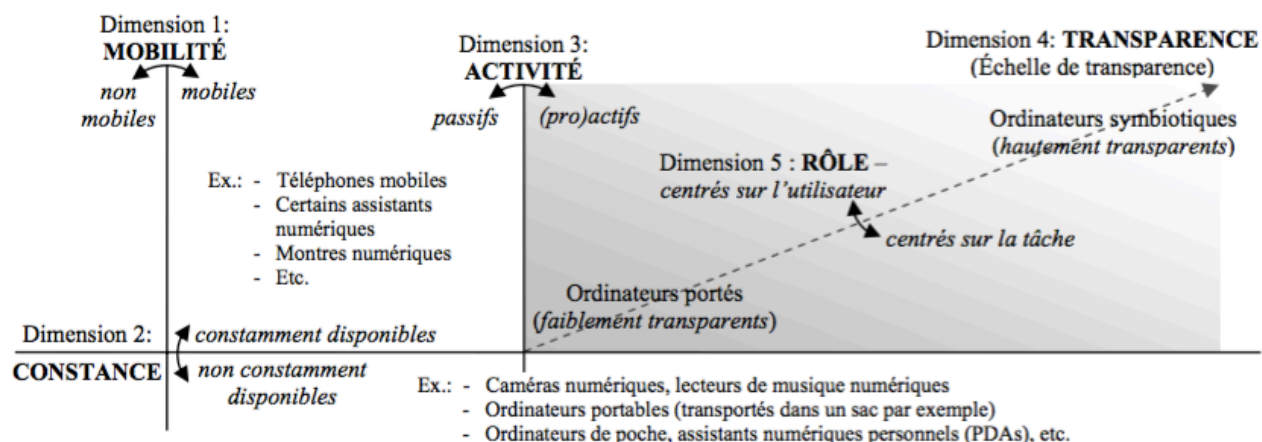 Dimension 1:
MOBILITÉ
non
mobiles
mobiles
Dimension 3:
ACTIVITÉ
passifs
(pro)actifs
Dimension 4: TRANSPARENCE
(Échelle de transparence)
Ordinateurs symbiotiques
(hautement transparents)
Dimension 5 : RÔLE –
centrés sur l'utilisateur
centrés sur la tâche
Ex.: - Téléphones mobiles
- Certains assistants
numériques
- Montres numériques
- Etc.
Ordinateurs portés
(faiblement transparents)
Dimension 2:
CONSTANCE
constamment disponibles
non constamment
disponibles
Ex.: - Caméras numériques, lecteurs de musique numériques
- Ordinateurs portables (transportés dans un sac par exemple)
- Ordinateurs de poche, assistants numériques personnels (PDAs), etc.